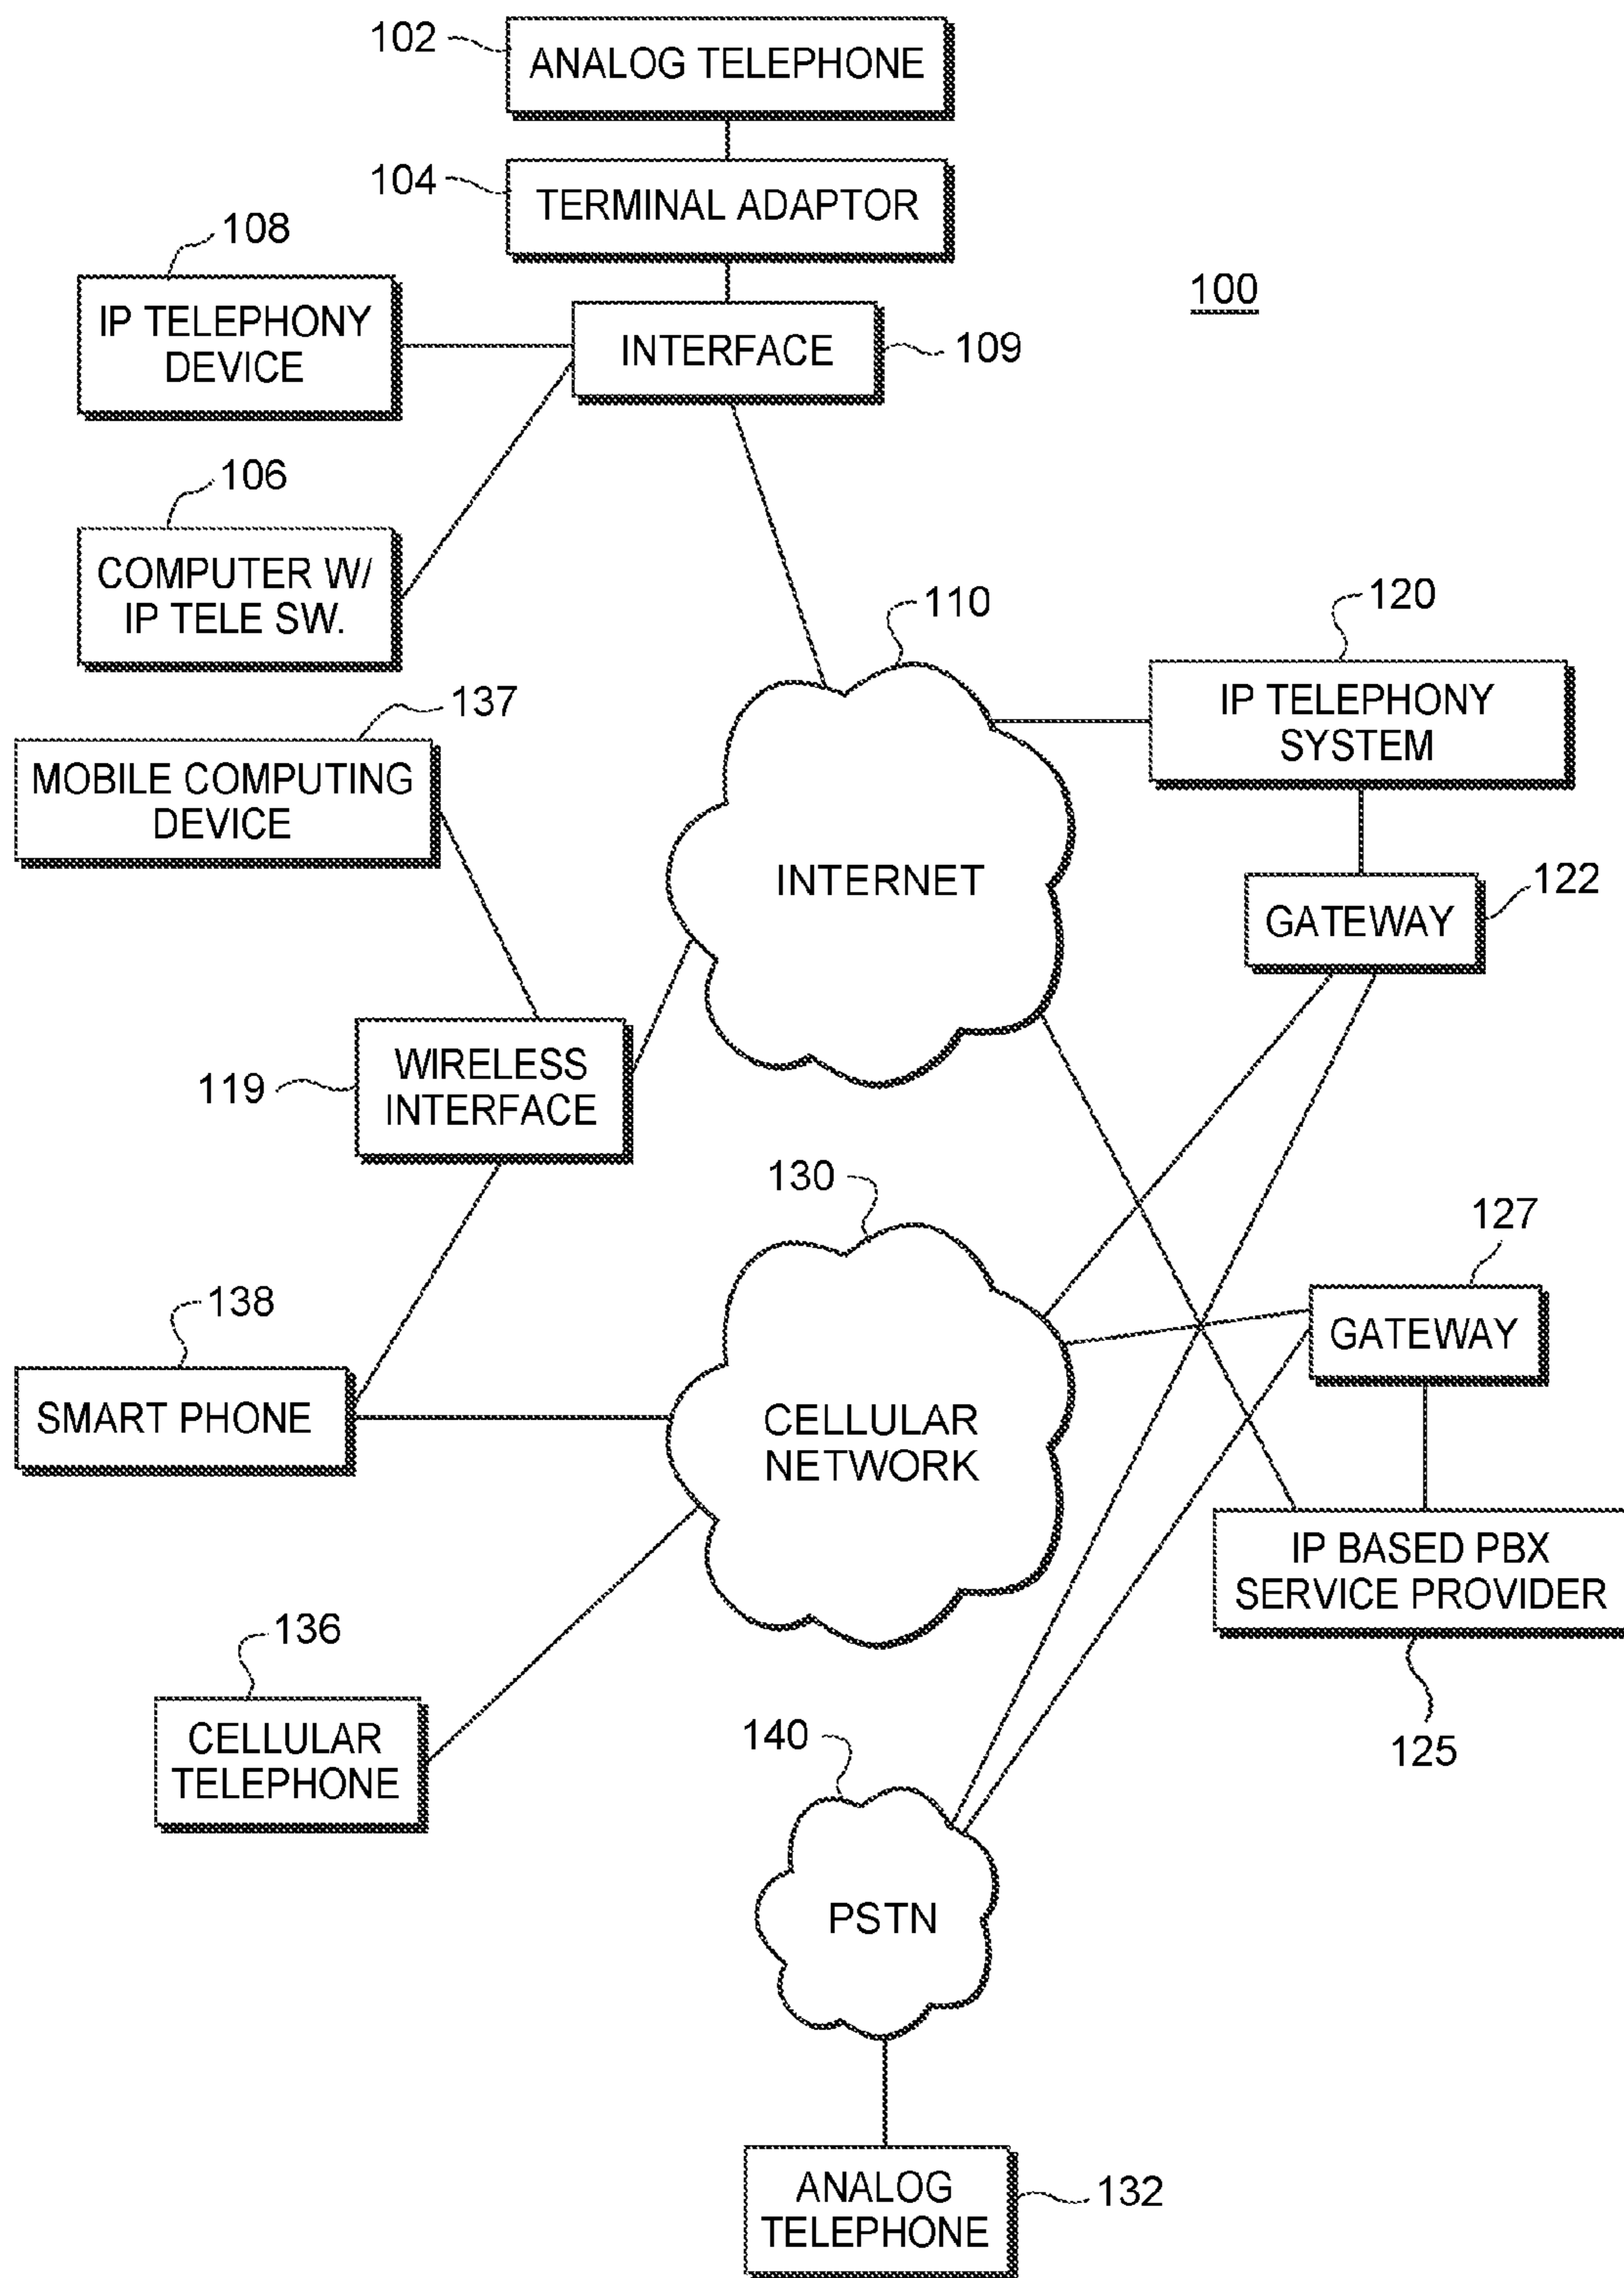 102
ANALOG TELEPHONE
104
TERMINAL ADAPTOR
108
IP TELEPHONY
DEVICE
100
INTERFACE
109
106
COMPUTER W/
IP TELE SW.
110
120
IP TELEPHONY
SYSTEM
137
MOBILE COMPUTING
DEVICE
INTERNET
122
GATEWAY
119
WIRELESS
INTERFACE
130
127
GATEWAY
138
SMART PHONE
CELLULAR
NETWORK
IP BASED PBX
SERVICE PROVIDER
125
136
CELLULAR
TELEPHONE
140
PSTN
ANALOG
TELEPHONE
132